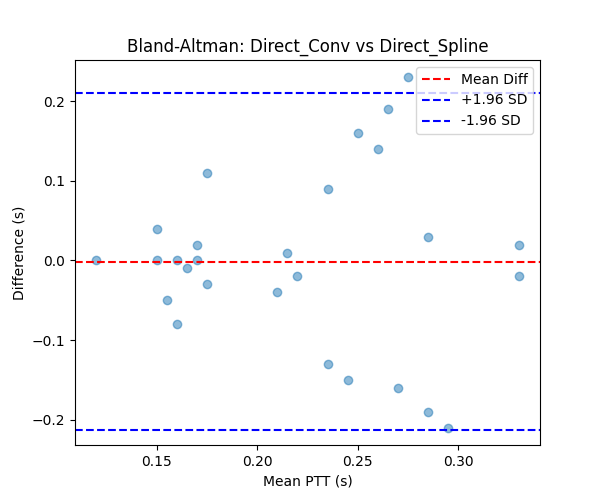 Bland-Altman: Direct_Conv vs Direct_Spline
Mean Diff
+1.96 SD
-1.96 SD
Difference (s)
0.2
0.1
0.0
−0.1
−0.2
0.15
0.20
0.25
0.30
Mean PTT (s)